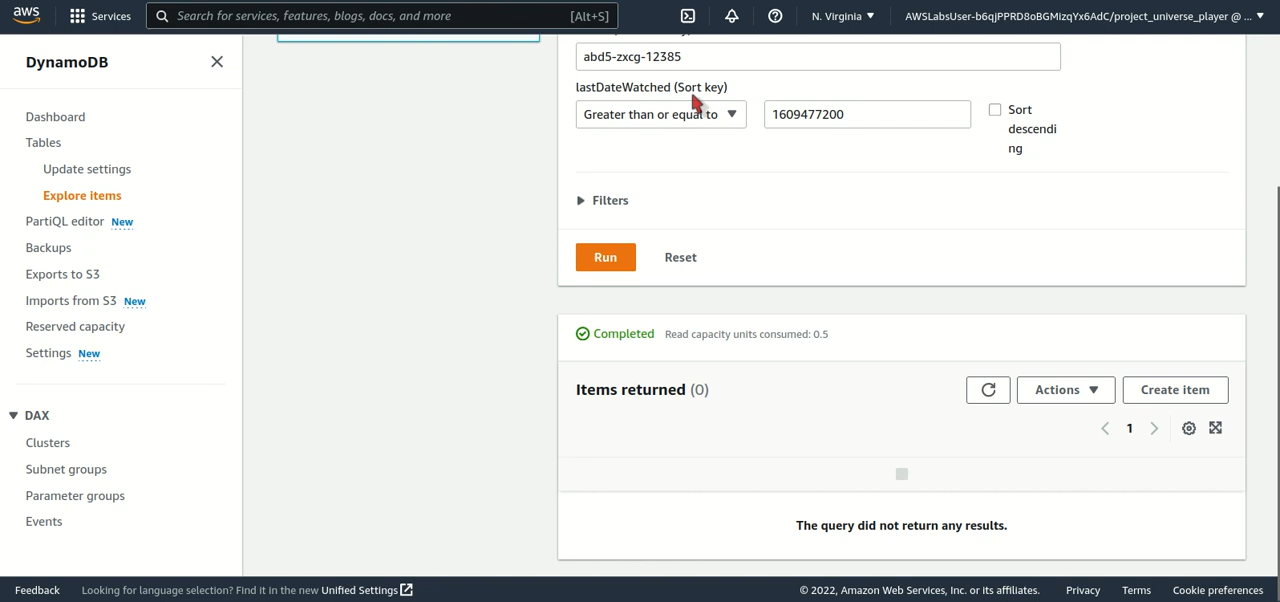 aws
Services
Search for services, features, blogs, docs, and more
[Alt+S]
N. Virginia
AWSLabsUser-b6qjPPRD8oBGMizqYx6AdC/project_universe_player @ ...
DynamoDB
Dashboard
Tables
Update settings
Explore items
PartiQL editor New
Backups
Exports to S3
Imports from S3 New
Reserved capacity
Settings New
DAX
Clusters
Subnet groups
Parameter groups
Events
abd5-zxcg-12385
lastDateWatched (Sort key)
Greater than or equal to
1609477200
Sort
descendi
ng
Filters
Run
Reset
Completed
Read capacity units consumed: 0.5
Items returned (0)
Actions
Create item
1
The query did not return any results.
Feedback
Looking for language selection? Find it in the new Unified Settings
© 2022, Amazon Web Services, Inc. or its affiliates.
Privacy
Terms
Cookie preferences